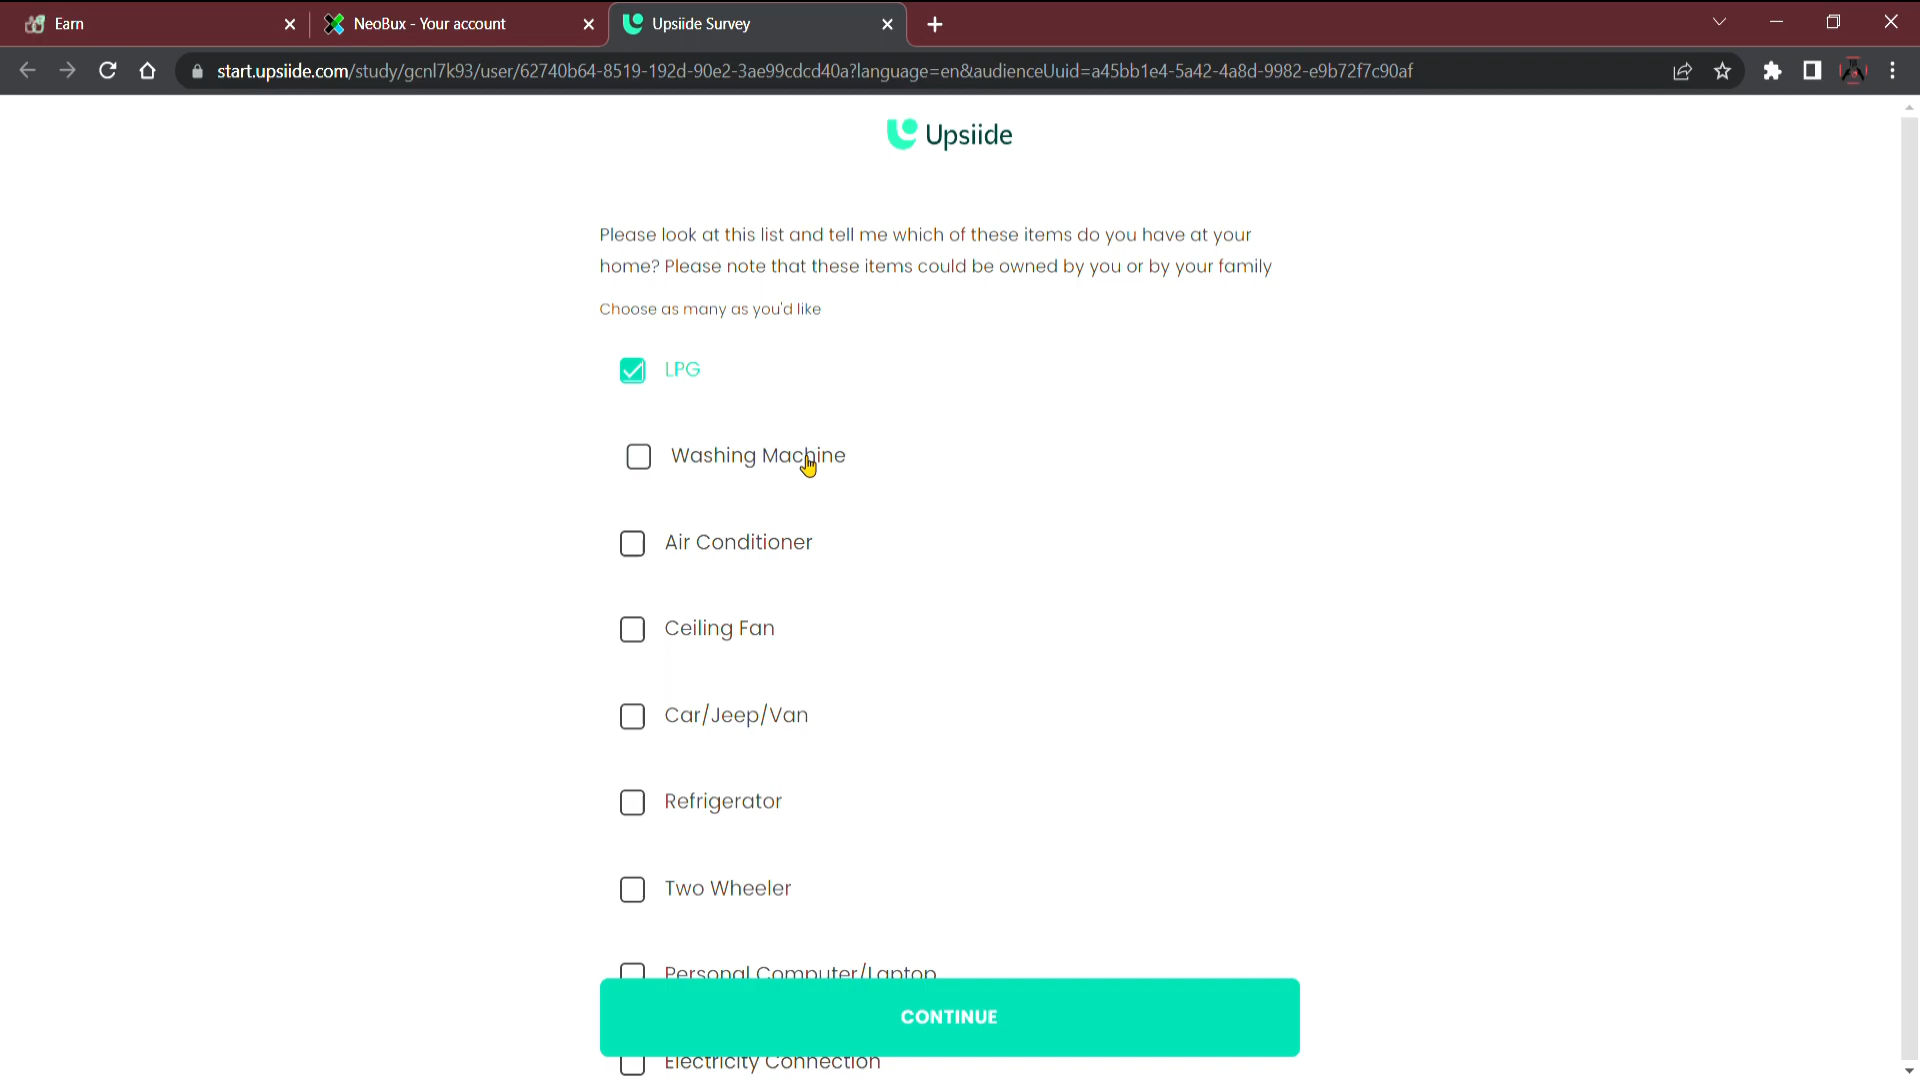 Earn
NeoBux - Your account
Upsiide Survey
start.upsiide.com/study/gcnl7k93/user/62740b64-8519-192d-90e2-3ae99cdcd40a?language=en&audienceUuid=a45bb1e4-5a42-4a8d-9982-e9b72f7c90af
Upsiide
Please look at this list and tell me which of these items do you have at your
home? Please note that these items could be owned by you or by your family
Choose as many as you'd like
LPG
Washing Machine
Air Conditioner
Ceiling Fan
Car/Jeep/Van
Refrigerator
Two Wheeler
Personal Computer/Laptop
CONTINUE
Electricity Connection